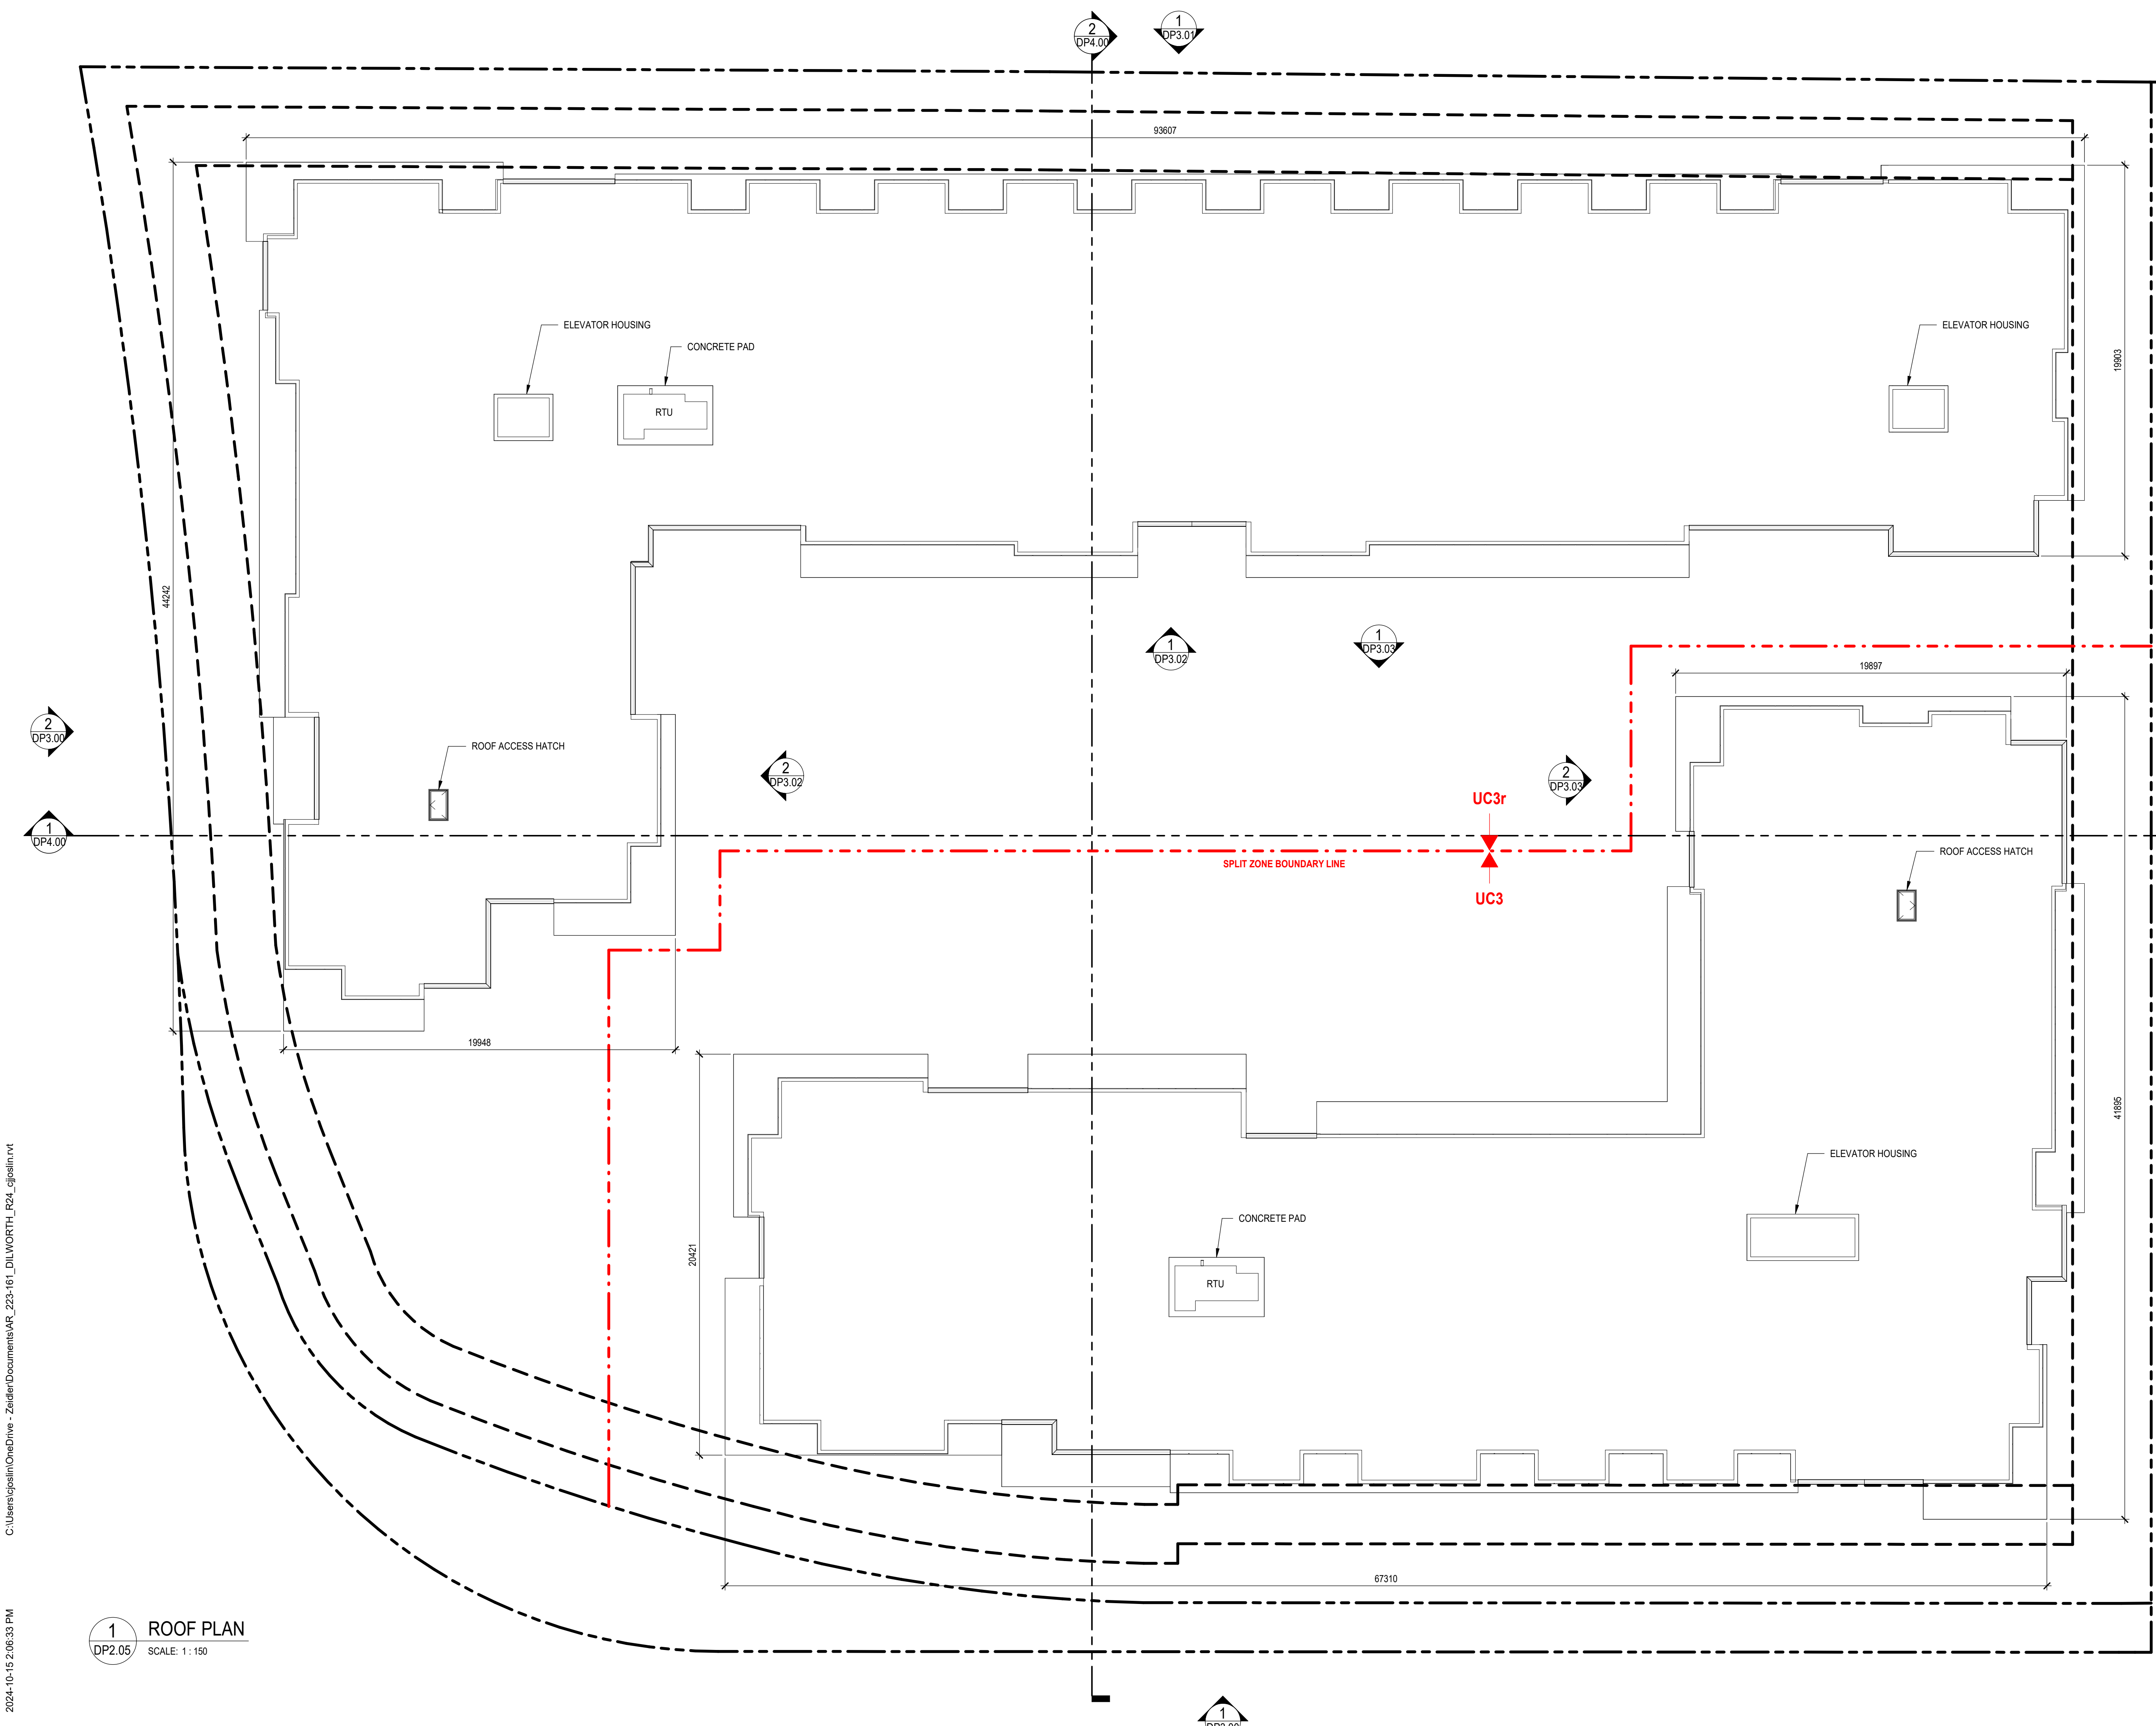 2
DP4.00
1
DP3.01
93607
ELEVATOR HOUSING
CONCRETE PAD
RTU
ELEVATOR HOUSING
19903
44242
1
DP3.02
1
DP3.03
19897
2
DP3.00
ROOF ACCESS HATCH
2
DP3.02
2
DP3.03
UC3r
1
DP4.00
SPLIT ZONE BOUNDARY LINE
UC3
ROOF ACCESS HATCH
19948
41895
ELEVATOR HOUSING
20421
CONCRETE PAD
RTU
67310
1
DP2.05
ROOF PLAN
SCALE: 1 : 150
1
C:\Users\cjoslin\OneDrive - Zeidler\Documents\AR_223-161_DILWORTH_R24_cjjoslin.rvt
2024-10-15 2:06:33 PM